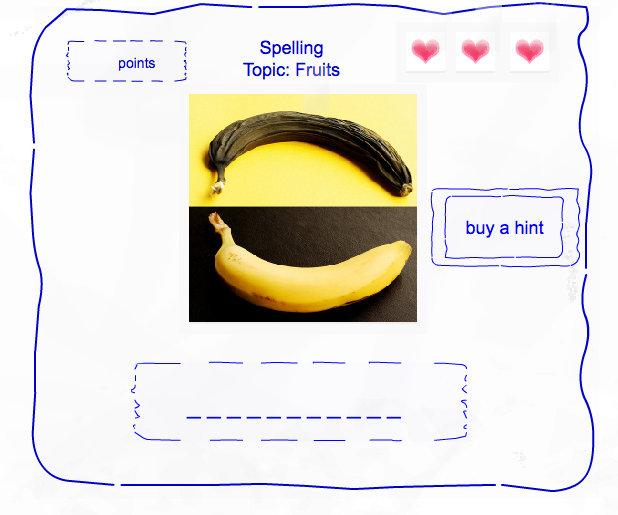 points
Spelling
Topic: Fruits
buy a hint